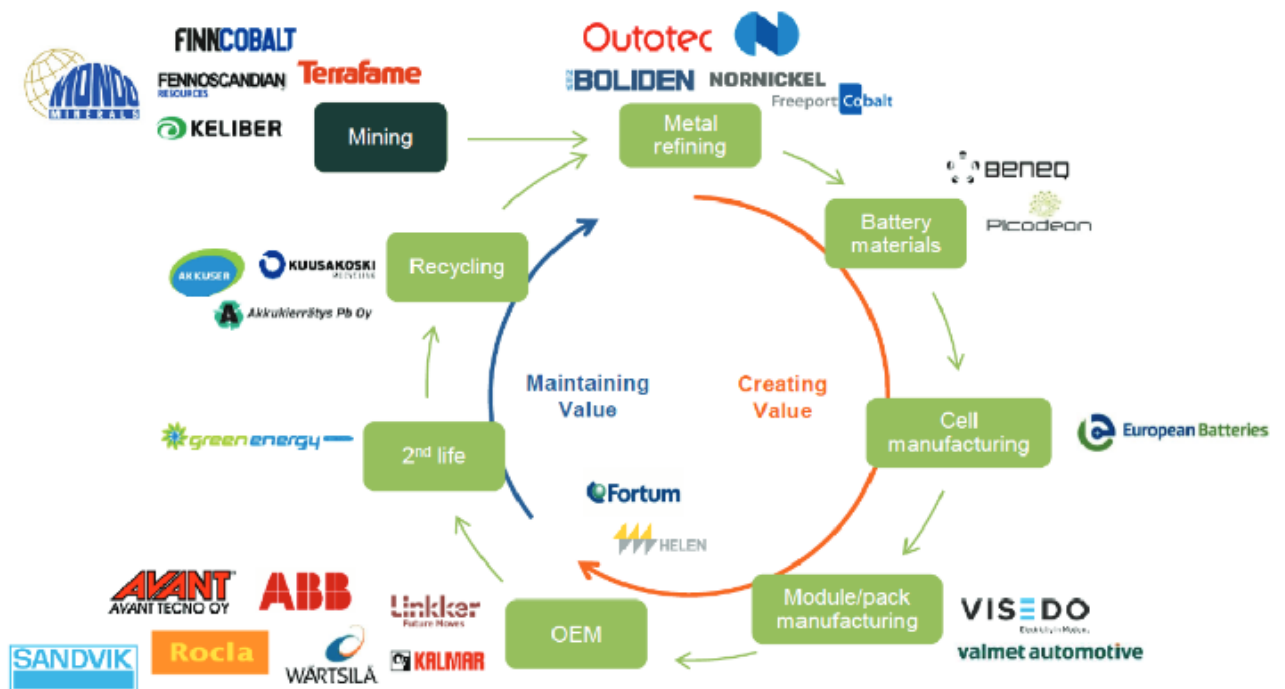 FINNCOBALT
MONDO
MINERALS
FENNOSCANDIAN
RESOURCES
Terrafame
KELIBER
Mining
Outotec
BOLIDEN
NORNICKEL
Freeport Cobalt
Metal
refining
BENEQ
Picodeon
Battery
materials
AKKUSER
KUUSAKOSKI
RECYCLING
Akkukierrätys Pb Oy
Recycling
Maintaining
Value
Creating
Value
Cell
manufacturing
European Batteries
greenenergy
2nd life
Fortum
HELEN
AVANT
AVANT TECNO OY
ABB
Linkker
Future Moves
SANDVIK
Rocla
WÄRTSILÄ
KALMAR
OEM
Module/pack
manufacturing
VISEDO
valmet automotive